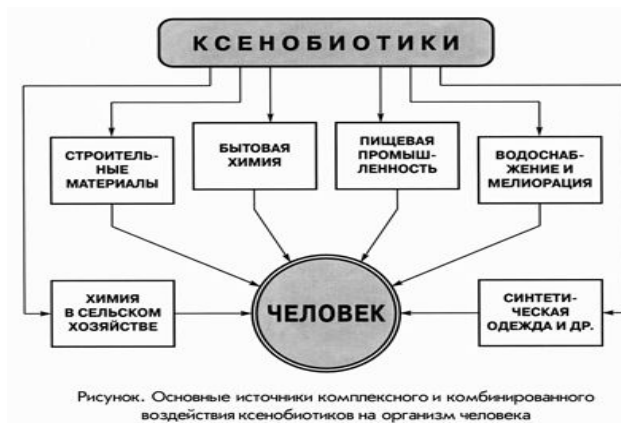 КСЕНОБИОТИКИ
СТРОИТЕЛЬ-
НЫЕ
МАТЕРИАЛЫ
БЫТОВАЯ
ХИМИЯ
ПИЩЕВАЯ
ПРОМЫШ-
ЛЕННОСТЬ
ВОДОСНАБ-
ЖЕНИЕ И
МЕЛИОРАЦИЯ
ХИМИЯ
В СЕЛЬСКОМ
ХОЗЯЙСТВЕ
ЧЕЛОВЕК
СИНТЕТИ-
ЧЕСКАЯ
ОДЕЖДА И ДР.
Рисунок. Основные источники комплексного и комбинированного
воздействия ксенобиотиков на организм человека